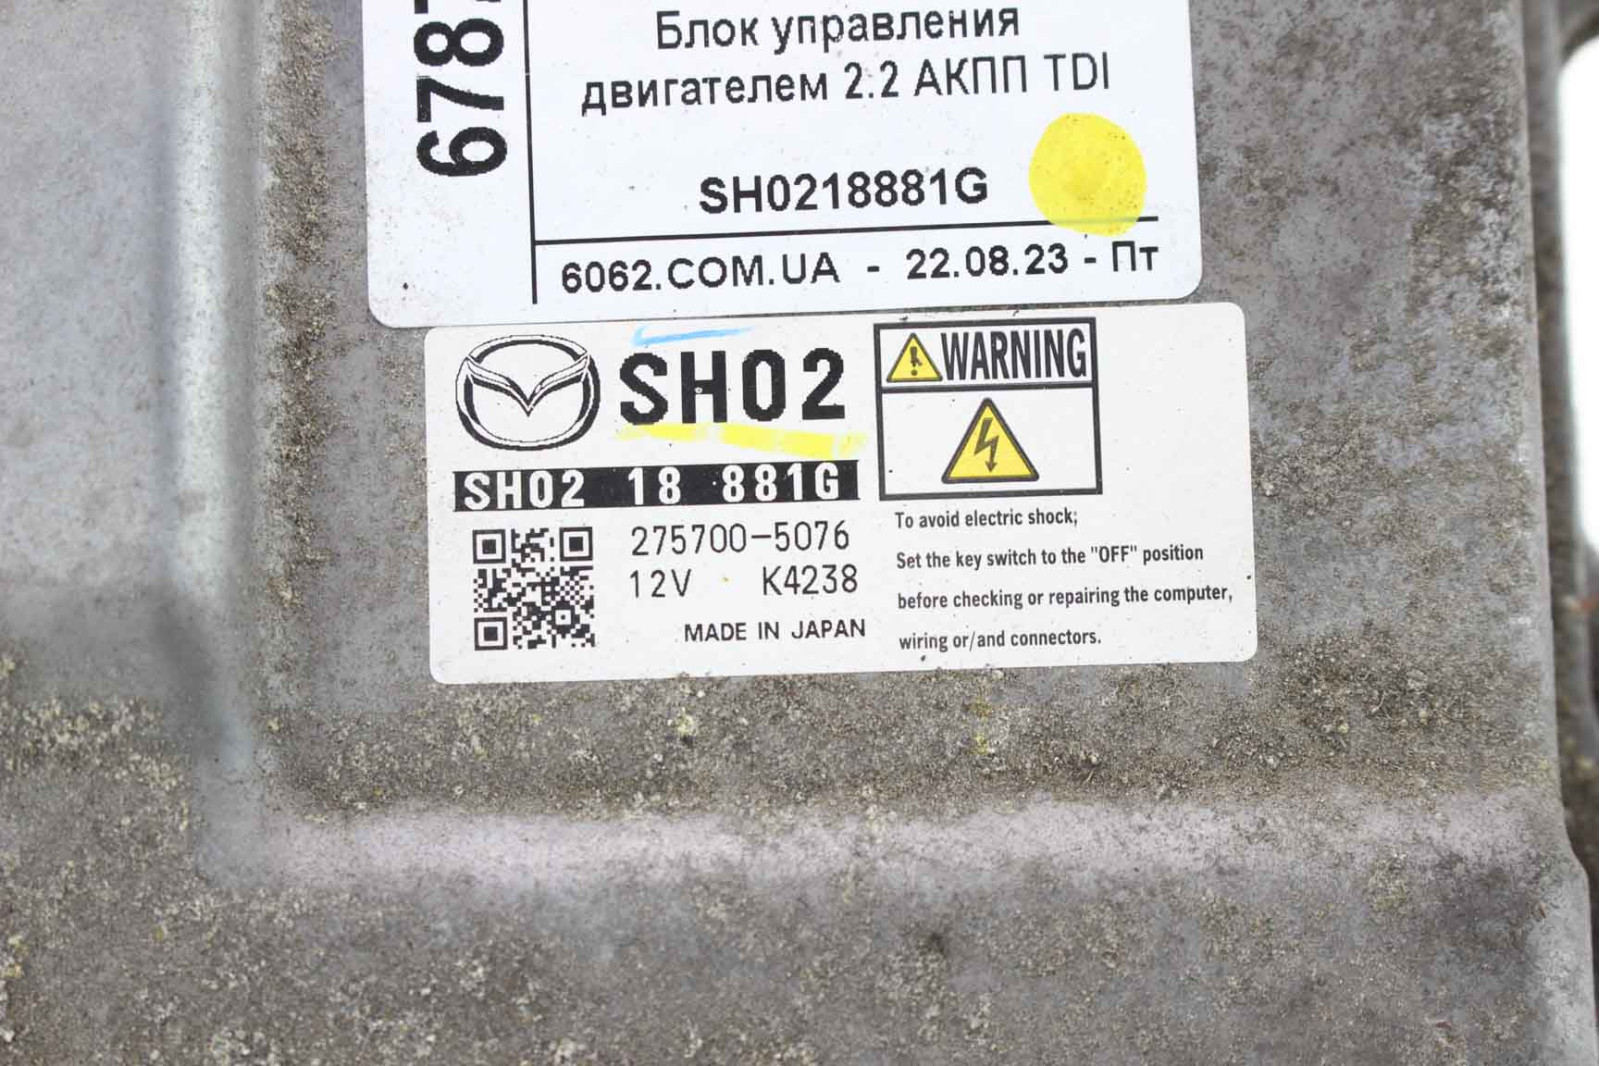 Блок управления
двигателем 2.2 АКПП TDI
SH0218881G
6062.COM.UA - 22.08.23 - Пт
SH02
WARNING
SH02 18 881G
275700-5076
12V K4238
MADE IN JAPAN
To avoid electric shock;
Set the key switch to the "OFF" position
before checking or repairing the computer,
wiring or/and connectors.